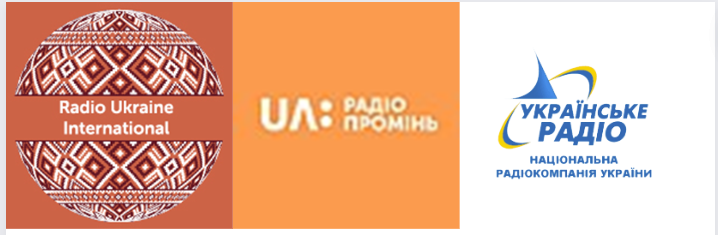 Radio Ukraine
International
UA:
РАДІО
ПРОМІНЬ
УКРАЇНСЬКЕ
РАДІО
НАЦІОНАЛЬНА
РАДІОКОМПАНІЯ УКРАЇНИ